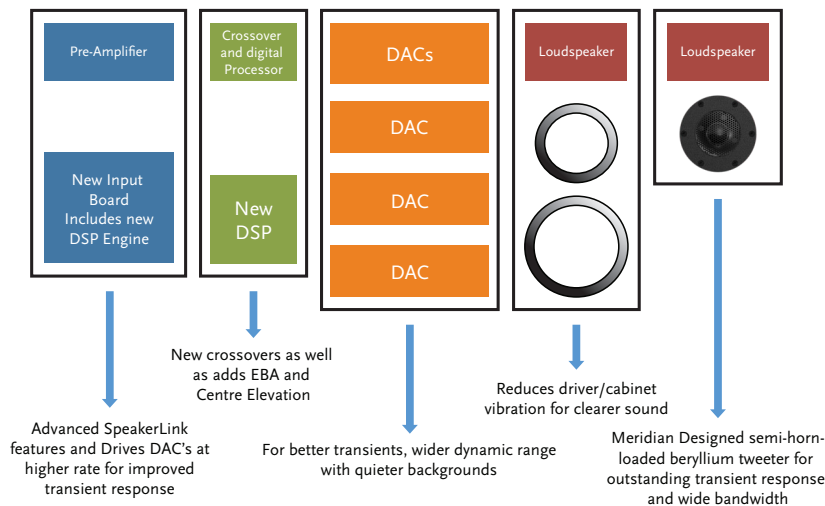 Pre-Amplifier
New Input
Board
Includes new
DSP Engine
Crossover
and digital
Processor
New
DSP
DACs
DAC
DAC
DAC
Loudspeaker
Loudspeaker
Advanced SpeakerLink
features and Drives DAC's at
higher rate for improved
transient response
New crossovers as well
as adds EBA and
Centre Elevation
For better transients, wider dynamic range
with quieter backgrounds
Reduces driver/cabinet
vibration for clearer sound
Meridian Designed semi-horn-
loaded beryllium tweeter for
outstanding transient response
and wide bandwidth